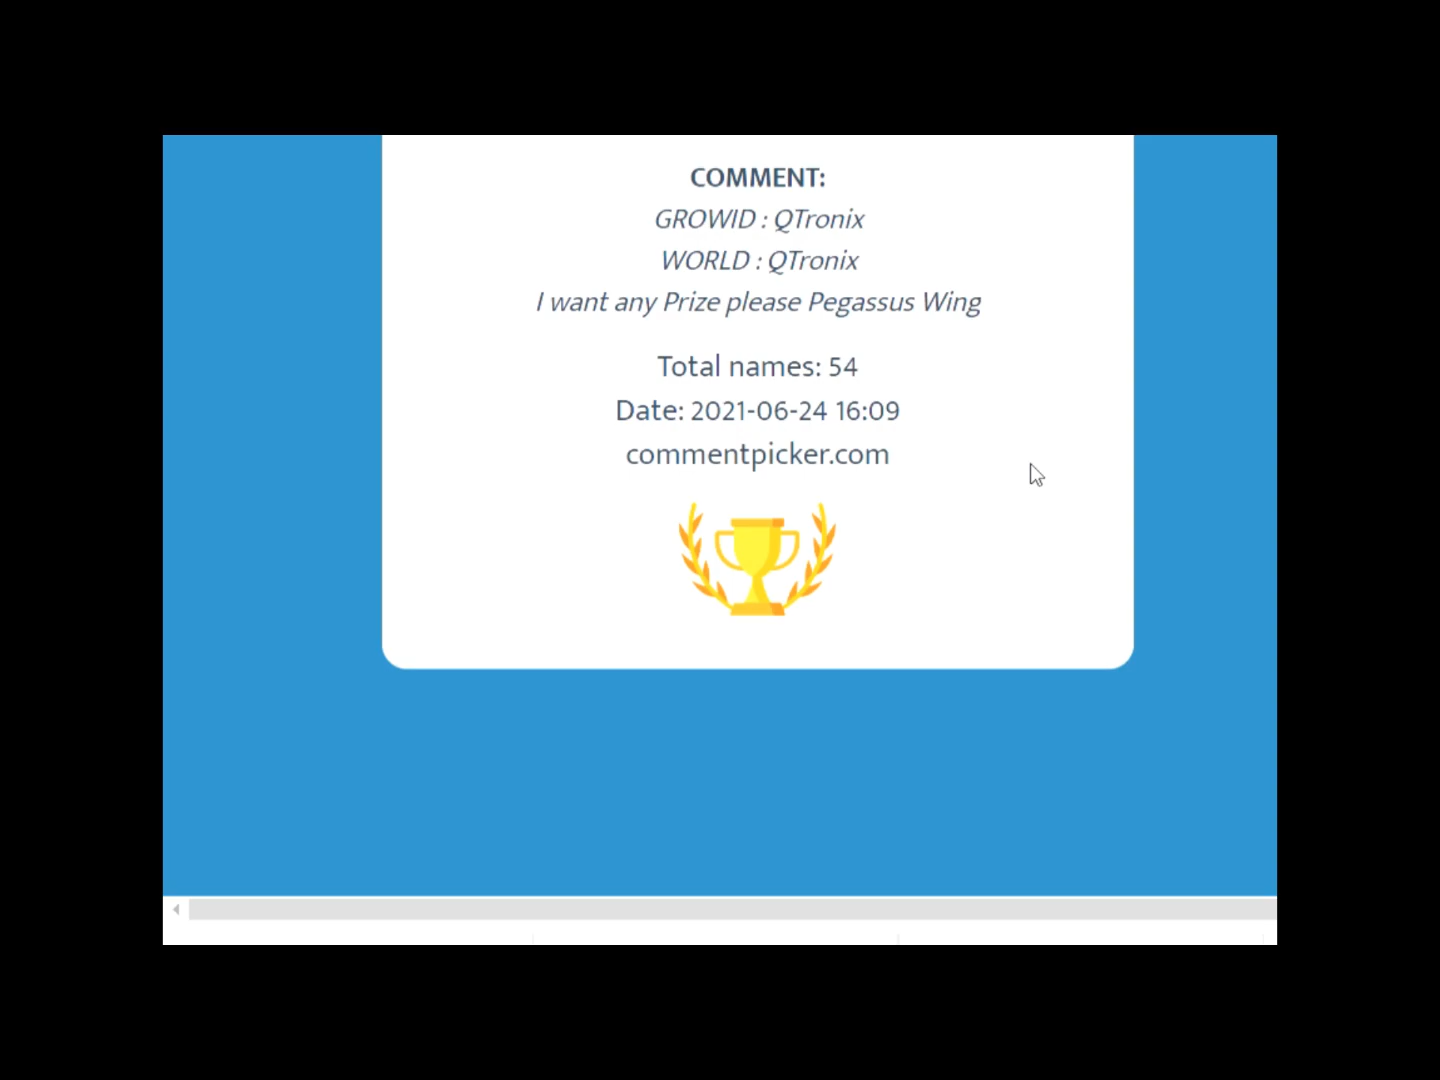 COMMENT:
GROWID : QTronix
WORLD : QTronix
I want any Prize please Pegassus Wing
Total names: 54
Date: 2021-06-24 16:09
commentpicker.com